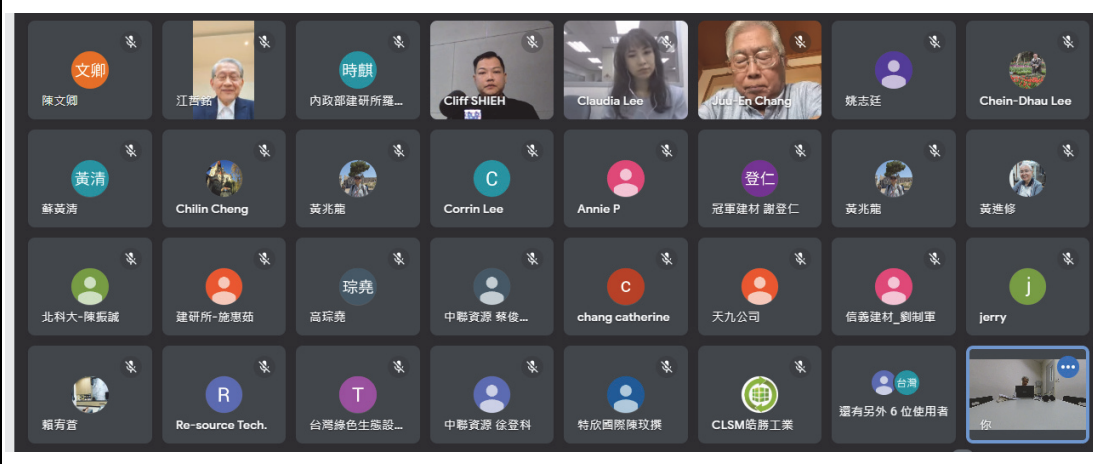 文卿
陳文卿
江哲銘
時麒
內政部建研所羅...
Cliff SHIEH
Claudia Lee
Juu-En Chang
姚志廷
Chein-Dhau Lee
黃清
蘇黃清
Chilin Cheng
黃兆龍
C
Corrin Lee
Annie P
登仁
冠軍建材 謝登仁
黃兆龍
黃進修
北科大-陳振誠
建研所-施惠茹
琮堯
高琮堯
中聯資源 蔡俊...
c
chang catherine
天九公司
信義建材_劉制軍
j
jerry
賴宥萱
R
Re-source Tech.
T
台灣綠色生態設...
中聯資源 徐登科
特欣國際陳玟撰
CLSM皓勝工業
台灣
還有另外 6 位使用者
你